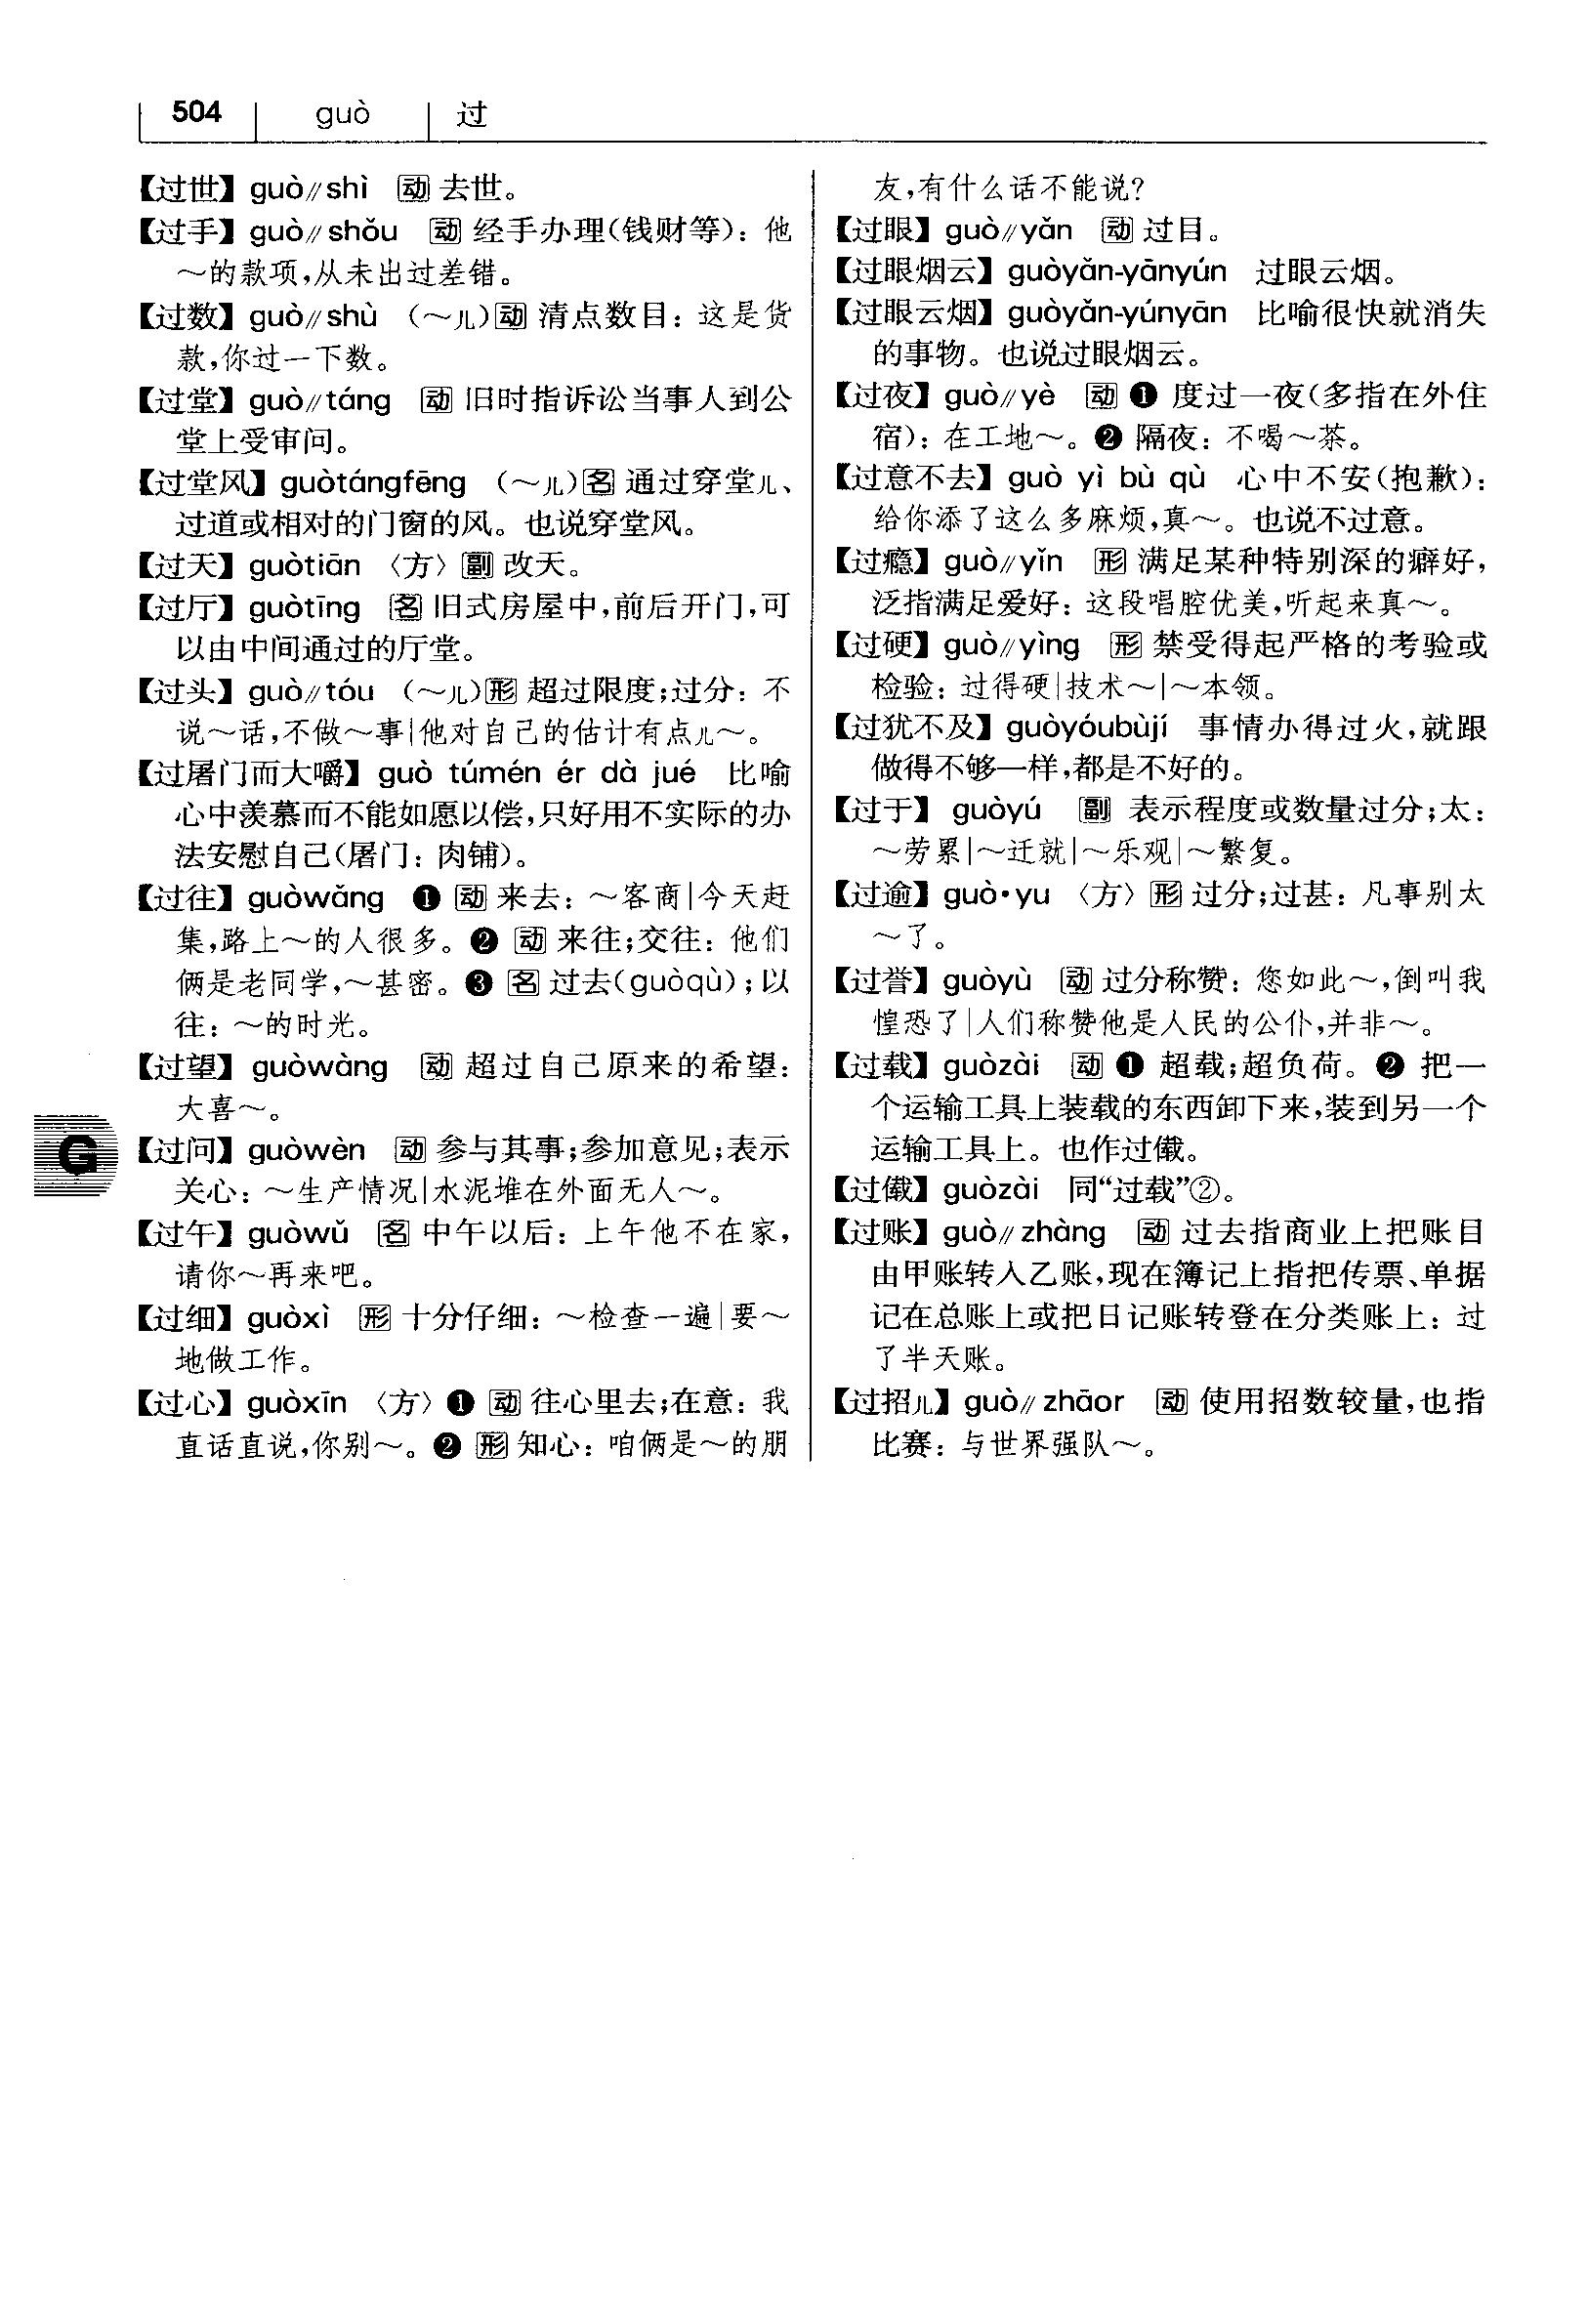 504 guò 过
【过世】 guò∥shì 动 去世。
【过手】 guò∥shǒu 动 经手办理(钱财等)：他
～的款项,从未出过差错。
【过数】 guò∥shù (～儿)动 清点数目：这是货
款,你过一下数。
【过堂】 guò∥táng 动 旧时指诉讼当事人到公
堂上受审问。
【过堂风】 guòtángfēng (～儿)名 通过穿堂儿、
过道或相对的门窗的风。也说穿堂风。
【过天】 guòtiān 〈方〉副 改天。
【过厅】 guòtīng 名 旧式房屋中,前后开门,可
以由中间通过的厅堂。
【过头】 guò∥tóu (～儿)形 超过限度;过分：不
说～话,不做～事|他对自己的估计有点儿～。
【过屠门而大嚼】 guò túmén ér dà jué 比喻
心中羡慕而不能如愿以偿,只好用不实际的办
法安慰自己(屠门：肉铺)。
【过往】 guòwǎng ❶ 动 来去：～客商|今天赶
集,路上～的人很多。❷ 动 来往;交往：他们
俩是老同学,～甚密。❸ 名 过去(guòqù);以
往：～的时光。
【过望】 guòwàng 动 超过自己原来的希望：
大喜～。
【过问】 guòwèn 动 参与其事;参加意见;表示
关心：～生产情况|水泥堆在外面无人～。
【过午】 guòwǔ 名 中午以后：上午他不在家,
请你～再来吧。
【过细】 guòxì 形 十分仔细：～检查一遍|要～
地做工作。
【过心】 guòxīn 〈方〉❶ 动 往心里去;在意：我
直话直说,你别～。❷ 形 知心：咱俩是～的朋
友,有什么话不能说?
【过眼】 guò∥yǎn 动 过目。
【过眼烟云】 guòyǎn-yānyún 过眼云烟。
【过眼云烟】 guòyǎn-yúnyān 比喻很快就消失
的事物。也说过眼烟云。
【过夜】 guò∥yè 动 ❶ 度过一夜(多指在外住
宿)：在工地～。❷ 隔夜：不喝～茶。
【过意不去】 guò yì bù qù 心中不安(抱歉)：
给你添了这么多麻烦,真～。也说不过意。
【过瘾】 guò∥yǐn 形 满足某种特别深的癖好,
泛指满足爱好：这段唱腔优美,听起来真～。
【过硬】 guò∥yìng 形 禁受得起严格的考验或
检验：过得硬|技术～|～本领。
【过犹不及】 guòyóubùjí 事情办得过火,就跟
做得不够一样,都是不好的。
【过于】 guòyú 副 表示程度或数量过分;太：
～劳累|～迁就|～乐观|～繁复。
【过逾】 guò·yu 〈方〉形 过分;过甚：凡事别太
～了。
【过誉】 guòyù 动 过分称赞：您如此～,倒叫我
惶恐了|人们称赞他是人民的公仆,并非～。
【过载】 guòzài 动 ❶ 超载;超负荷。❷ 把一
个运输工具上装载的东西卸下来,装到另一个
运输工具上。也作过傤。
【过傤】 guòzài 同“过载”②。
【过账】 guò∥zhàng 动 过去指商业上把账目
由甲账转入乙账,现在簿记上指把传票、单据
记在总账上或把日记账转登在分类账上：过
了半天账。
【过招儿】 guò∥zhāor 动 使用招数较量,也指
比赛：与世界强队～。
G